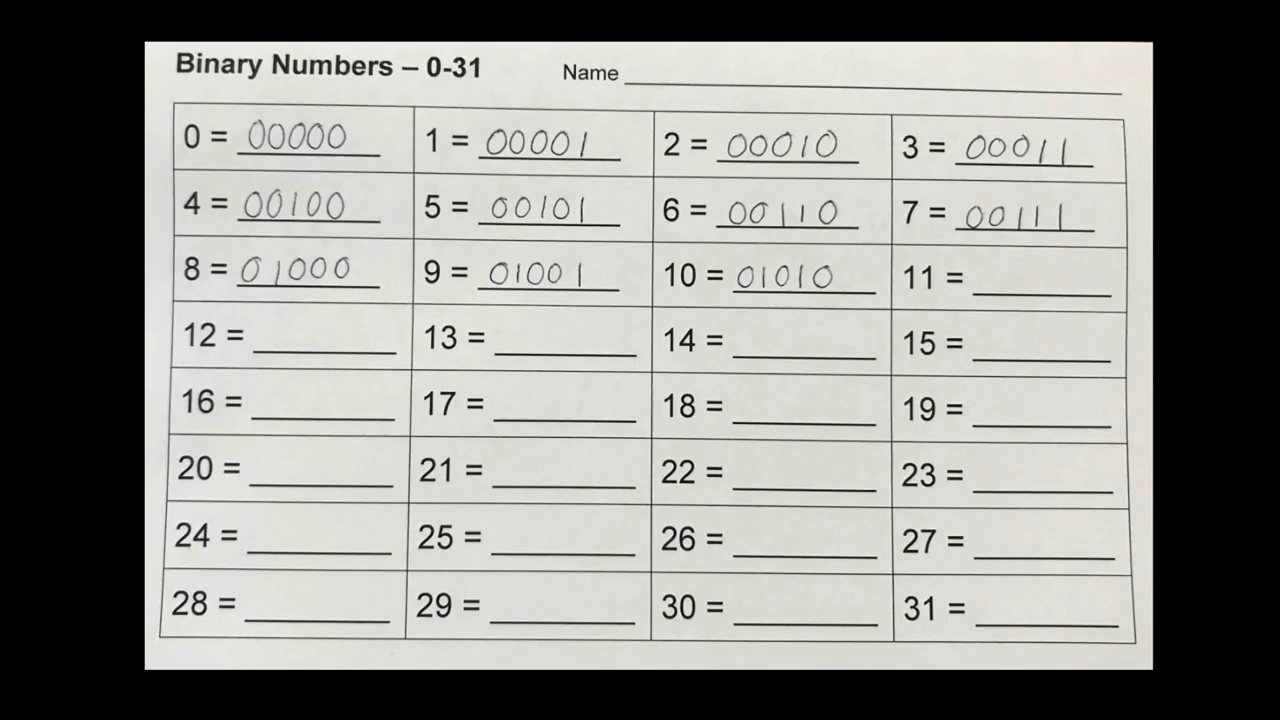 Binary Numbers – 0-31 Name
0 = 00000 1 = 00001 2 = 00010 3 = 00011
4 = 00100 5 = 00101 6 = 00110 7 = 00111
8 = 01000 9 = 01001 10 = 01010 11 =
12 = 13 = 14 = 15 =
16 = 17 = 18 = 19 =
20 = 21 = 22 = 23 =
24 = 25 = 26 = 27 =
28 = 29 = 30 = 31 =